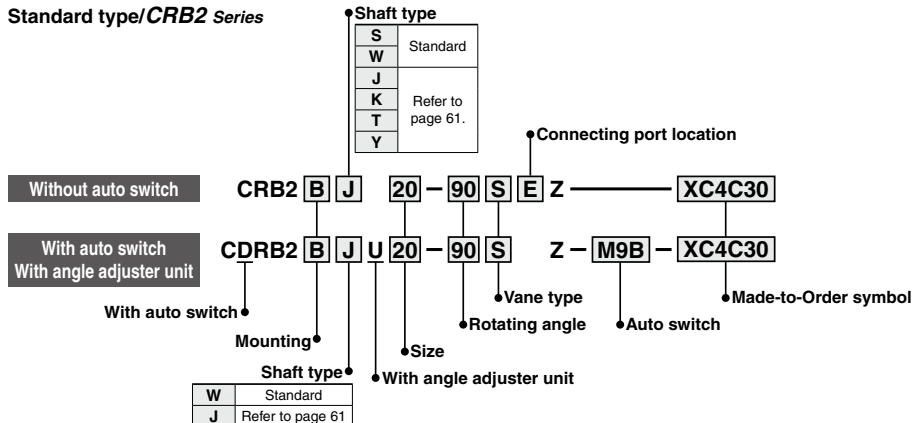 Standard type/CRB2 Series
Shaft type
S
W
Standard
J
K
T
Y
Refer to
page 61.
Connecting port location
Without auto switch
CRB2 B J 20 – 90 S E Z — XC4C30
With auto switch
With angle adjuster unit
CDRB2 B J U 20 – 90 S Z – M9B – XC4C30
With auto switch
Mounting
Shaft type
With angle adjuster unit
Size
Rotating angle
Vane type
Auto switch
Made-to-Order symbol
W Standard
J Refer to page 61